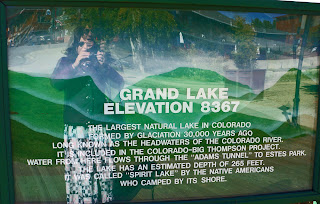 GRAND LAKE
ELEVATION 8367
THE LARGEST NATURAL LAKE IN COLORADO
FORMED BY GLACIATION 30,000 YEARS AGO
LONG KNOWN AS THE HEADWATERS OF THE COLORADO RIVER.
IT IS INCLUDED IN THE COLORADO-BIG THOMPSON PROJECT.
WATER FROM HERE FLOWS THROUGH THE "ADAMS TUNNEL" TO ESTES PARK.
THE LAKE HAS AN ESTIMATED DEPTH OF 265 FEET.
IT WAS CALLED "SPIRIT LAKE" BY THE NATIVE AMERICANS
WHO CAMPED BY ITS SHORE.